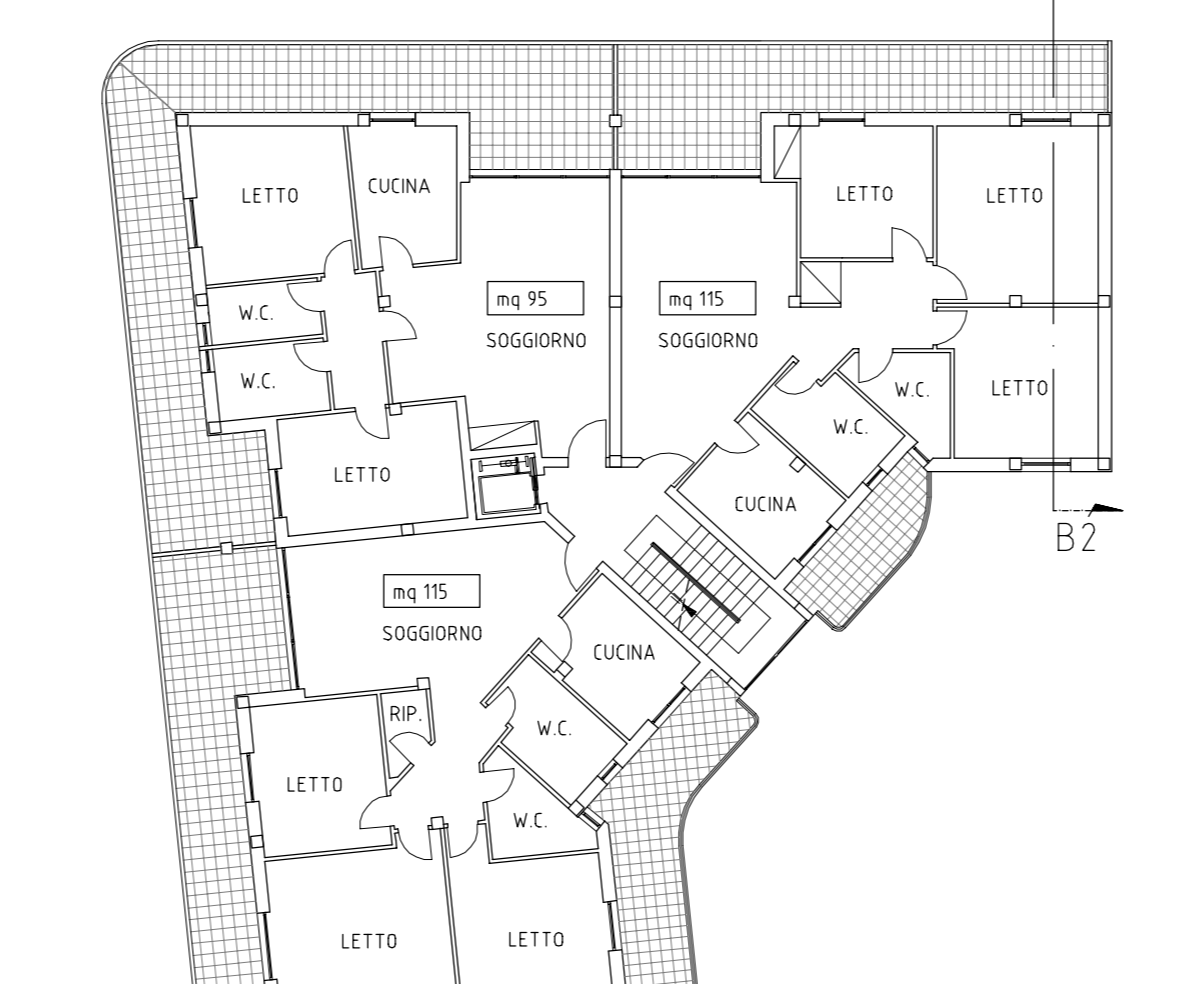 LETTO
CUCINA
LETTO
LETTO
W.C.
mq 95
SOGGIORNO
mq 115
SOGGIORNO
W.C.
W.C.
LETTO
W.C.
LETTO
CUCINA
B2
mq 115
SOGGIORNO
CUCINA
RIP.
W.C.
LETTO
W.C.
LETTO
LETTO